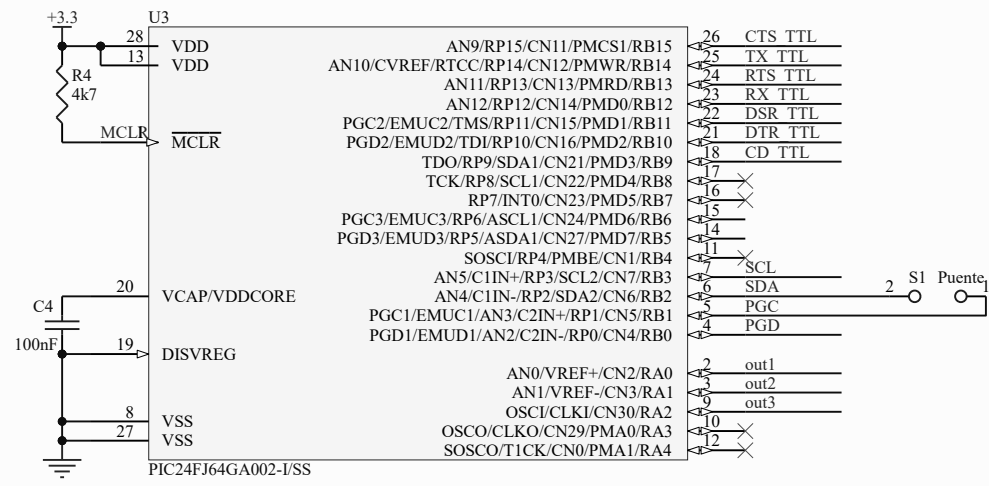 +3.3
U3
28 VDD
13 VDD
R4
4k7
MCLR
MCLR
20 VCAP/VDDCORE
C4
100nF
19 DISVREG
8 VSS
27 VSS
PIC24FJ64GA002-I/SS
AN9/RP15/CN11/PMCS1/RB15 26 CTS_TTL
AN10/CVREF/RTCC/RP14/CN12/PMWR/RB14 25 TX_TTL
AN11/RP13/CN13/PMRD/RB13 24 RTS_TTL
AN12/RP12/CN14/PMD0/RB12 23 RX_TTL
PGC2/EMUC2/TMS/RP11/CN15/PMD1/RB11 22 DSR_TTL
PGD2/EMUD2/TDI/RP10/CN16/PMD2/RB10 21 DTR_TTL
TDO/RP9/SDA1/CN21/PMD3/RB9 18 CD_TTL
TCK/RP8/SCL1/CN22/PMD4/RB8 17
RP7/INT0/CN23/PMD5/RB7 16
PGC3/EMUC3/RP6/ASCL1/CN24/PMD6/RB6 15
PGD3/EMUD3/RP5/ASDA1/CN27/PMD7/RB5 14
SOSCI/RP4/PMBE/CN1/RB4 11
AN5/C1IN+/RP3/SCL2/CN7/RB3 7 SCL
AN4/C1IN-/RP2/SDA2/CN6/RB2 6 SDA
PGC1/EMUC1/AN3/C2IN+/RP1/CN5/RB1 5 PGC
PGD1/EMUD1/AN2/C2IN-/RP0/CN4/RB0 4 PGD
AN0/VREF+/CN2/RA0 2 out1
AN1/VREF-/CN3/RA1 3 out2
OSCI/CLKI/CN30/RA2 9 out3
OSCO/CLKO/CN29/PMA0/RA3 10
SOSCO/T1CK/CN0/PMA1/RA4 12
2 S1 Puente 1